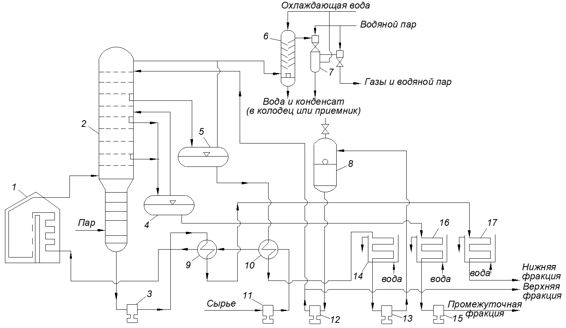 Охлаждающая вода
Водяной пар
6
7
Газы и водяной пар
Вода и конденсат
(в колодец или приемник)
2
5
8
1
4
Пар
9
10
16
17
14
вода
вода
вода
Нижняя
фракция
Верхняя
фракция
3
Сырье
11
12
13
15
Промежуточная
фракция